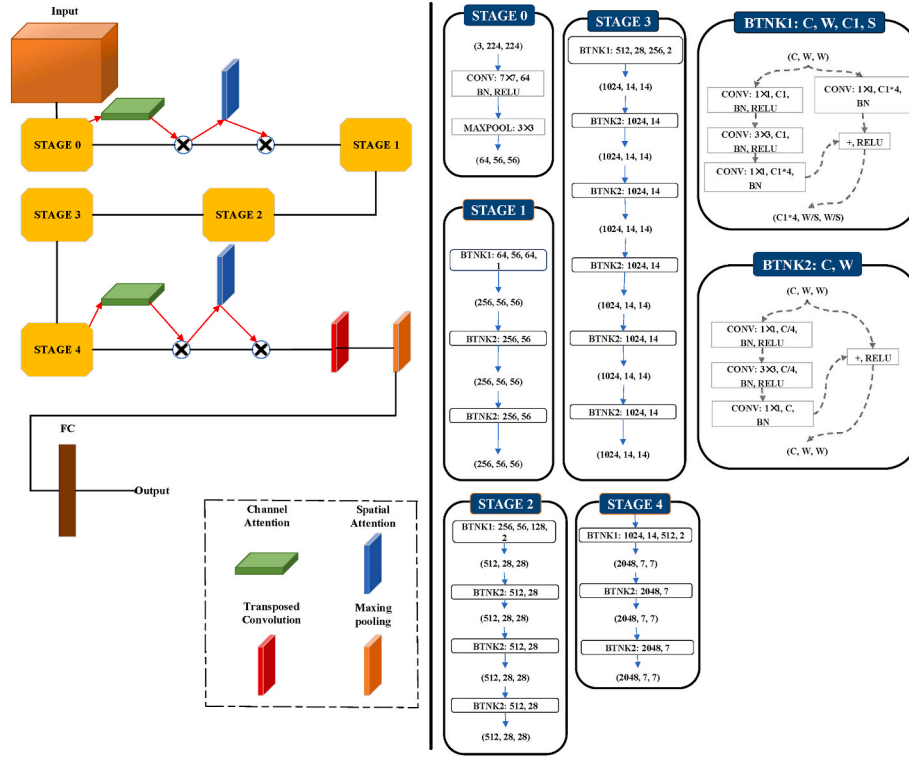 Input
STAGE 0
STAGE 1
STAGE 3
STAGE 2
STAGE 4
FC
Output
Channel
Attention
Spatial
Attention
Transposed
Convolution
Maxing
pooling
STAGE 0
(3, 224, 224)
CONV: 7×7, 64
BN, RELU
MAXPOOL: 3×3
(64, 56, 56)
STAGE 1
BTNK1: 64, 56, 64,
1
(256, 56, 56)
BTNK2: 256, 56
(256, 56, 56)
BTNK2: 256, 56
(256, 56, 56)
STAGE 2
BTNK1: 256, 56, 128,
2
(512, 28, 28)
BTNK2: 512, 28
(512, 28, 28)
BTNK2: 512, 28
(512, 28, 28)
BTNK2: 512, 28
(512, 28, 28)
STAGE 3
BTNK1: 512, 28, 256, 2
(1024, 14, 14)
BTNK2: 1024, 14
(1024, 14, 14)
BTNK2: 1024, 14
(1024, 14, 14)
BTNK2: 1024, 14
(1024, 14, 14)
BTNK2: 1024, 14
(1024, 14, 14)
BTNK2: 1024, 14
(1024, 14, 14)
STAGE 4
BTNK1: 1024, 14, 512, 2
(2048, 7, 7)
BTNK2: 2048, 7
(2048, 7, 7)
BTNK2: 2048, 7
(2048, 7, 7)
BTNK1: C, W, C1, S
(C, W, W)
CONV: 1×1, C1,
BN, RELU
CONV: 3×3, C1,
BN, RELU
CONV: 1×1, C1*4,
BN
CONV: 1×1, C1*4,
BN
+, RELU
(C1*4, W/S, W/S)
BTNK2: C, W
(C, W, W)
CONV: 1×1, C/4,
BN, RELU
CONV: 3×3, C/4,
BN, RELU
CONV: 1×1, C,
BN
+, RELU
(C, W, W)